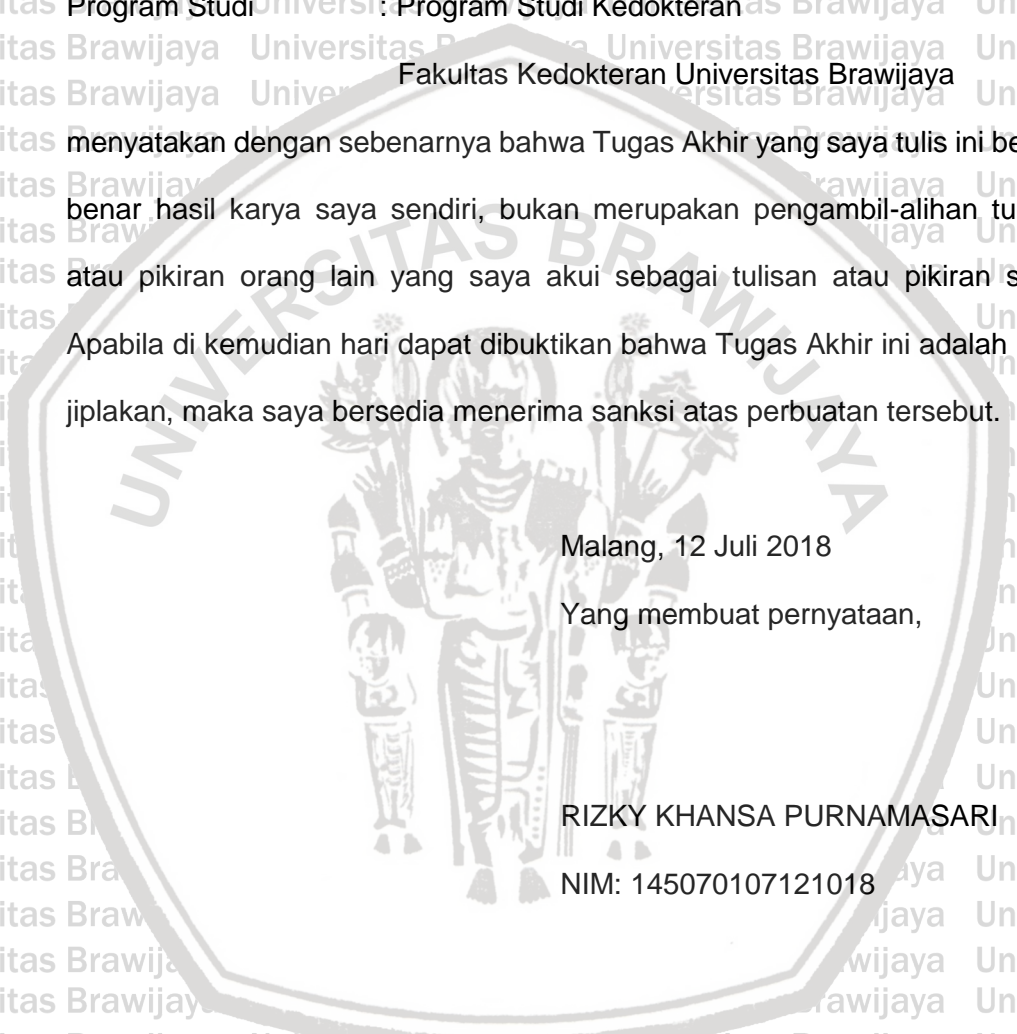 Program Studi : Program Studi Kedokteran
Fakultas Kedokteran Universitas Brawijaya
menyatakan dengan sebenarnya bahwa Tugas Akhir yang saya tulis ini be
benar hasil karya saya sendiri, bukan merupakan pengambil-alihan tu
atau pikiran orang lain yang saya akui sebagai tulisan atau pikiran s
Apabila di kemudian hari dapat dibuktikan bahwa Tugas Akhir ini adalah
jiplakan, maka saya bersedia menerima sanksi atas perbuatan tersebut.
UNIVERSITAS BRAWIJAYA
Malang, 12 Juli 2018
Yang membuat pernyataan,
RIZKY KHANSA PURNAMASARI
NIM: 145070107121018